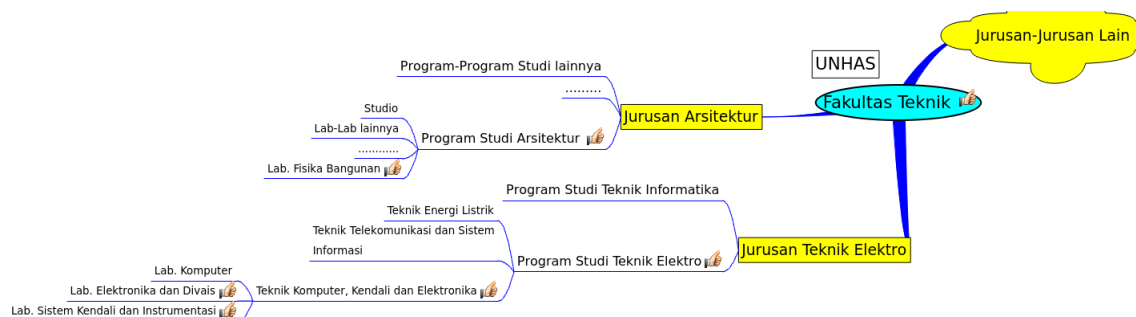 Jurusan-Jurusan Lain
UNHAS
Fakultas Teknik
Program-Program Studi lainnya
.........
Jurusan Arsitektur
Studio
Lab-Lab lainnya
Program Studi Arsitektur
............
Lab. Fisika Bangunan
Program Studi Teknik Informatika
Teknik Energi Listrik
Teknik Telekomunikasi dan Sistem
Informasi
Jurusan Teknik Elektro
Program Studi Teknik Elektro
Lab. Komputer
Lab. Elektronika dan Divais
Teknik Komputer, Kendali dan Elektronika
Lab. Sistem Kendali dan Instrumentasi